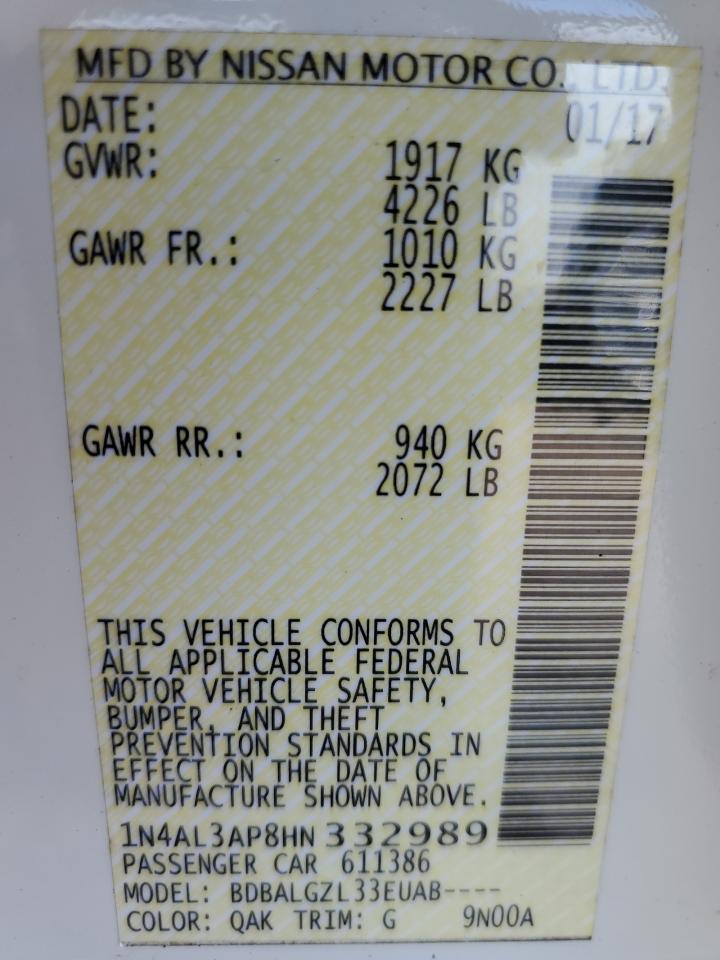 MFD BY NISSAN MOTOR CO., LTD.
DATE: 01/17
GVWR: 1917 KG
4226 LB
GAWR FR.: 1010 KG
2227 LB
GAWR RR.: 940 KG
2072 LB
THIS VEHICLE CONFORMS TO
ALL APPLICABLE FEDERAL
MOTOR VEHICLE SAFETY,
BUMPER, AND THEFT
PREVENTION STANDARDS IN
EFFECT ON THE DATE OF
MANUFACTURE SHOWN ABOVE.
1N4AL3AP8HN 332989
PASSENGER CAR 611386
MODEL: BDBALGZL33EUAB----
COLOR: QAK TRIM: G 9N00A